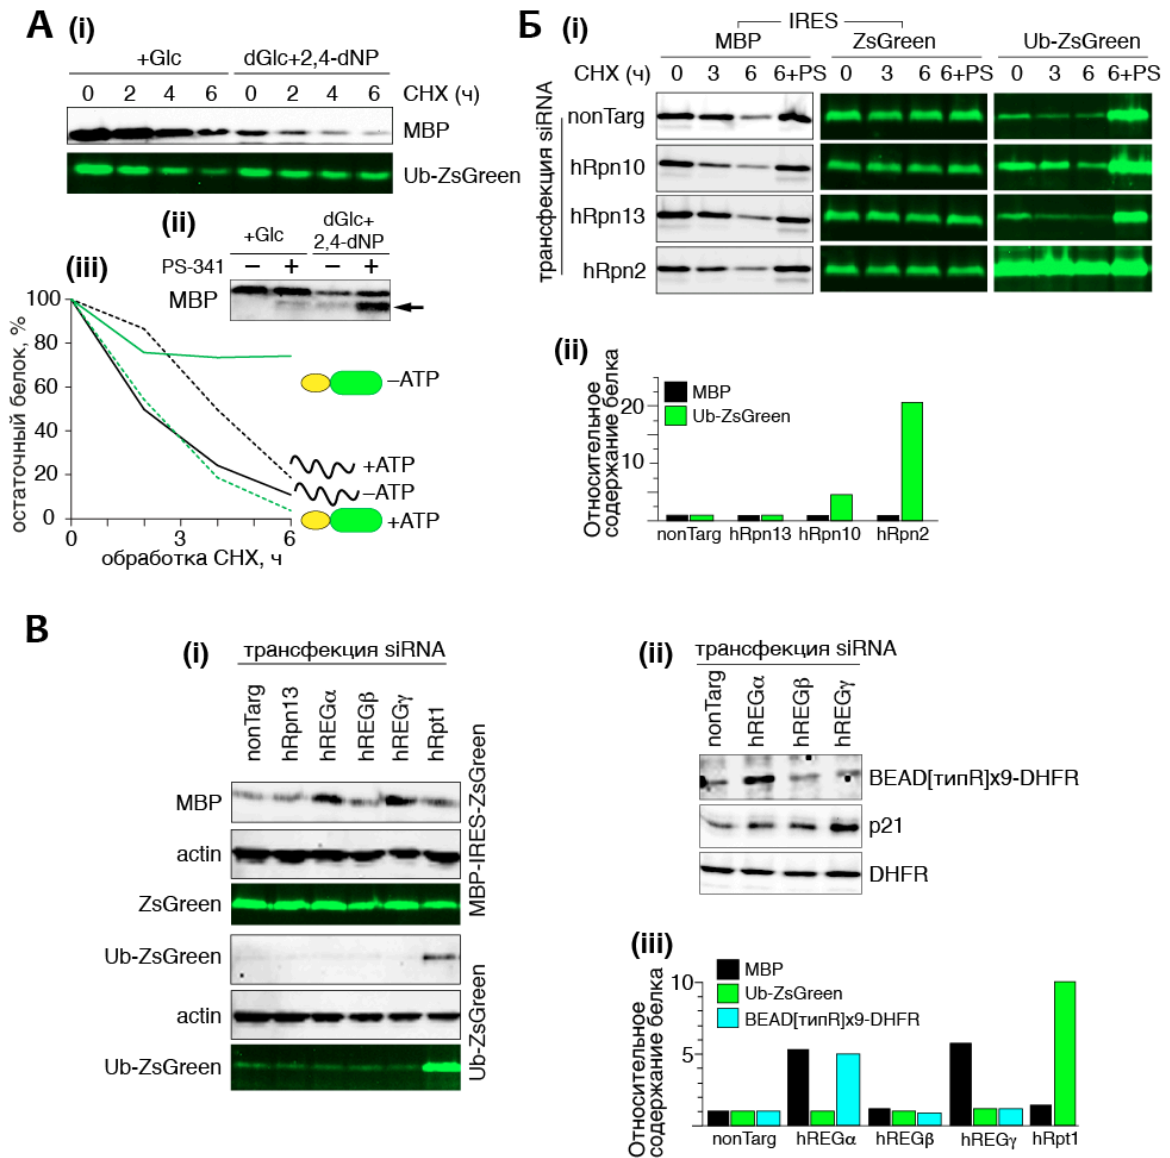 А (i)
+Glc dGlc+2,4-dNP
0 2 4 6 0 2 4 6 CHX (ч)
MBP
Ub-ZsGreen
(ii)
+Glc dGlc+
2,4-dNP
PS-341 − + − +
MBP
(iii)
остаточный белок, %
100
80
60
40
20
0
0 3 6
обработка CHX, ч
−ATP
+ATP
−ATP
+ATP
Б (i)
IRES
MBP ZsGreen Ub-ZsGreen
CHX (ч) 0 3 6 6+PS 0 3 6 6+PS 0 3 6 6+PS
трансфекция siRNA
nonTarg
hRpn10
hRpn13
hRpn2
(ii)
Относительное
содержание белка
20
10
MBP
Ub-ZsGreen
nonTarg hRpn13 hRpn10 hRpn2
В
(i)
трансфекция siRNA
nonTarg hRpn13 hREGα hREGβ hREGγ hRpt1
MBP
actin
ZsGreen
MBP-IRES-ZsGreen
Ub-ZsGreen
actin
Ub-ZsGreen
Ub-ZsGreen
(ii)
трансфекция siRNA
nonTarg hREGα hREGβ hREGγ
BEAD[типR]x9-DHFR
p21
DHFR
(iii)
Относительное
содержание белка
10
5
MBP
Ub-ZsGreen
BEAD[типR]x9-DHFR
nonTarg hREGα hREGβ hREGγ hRpt1